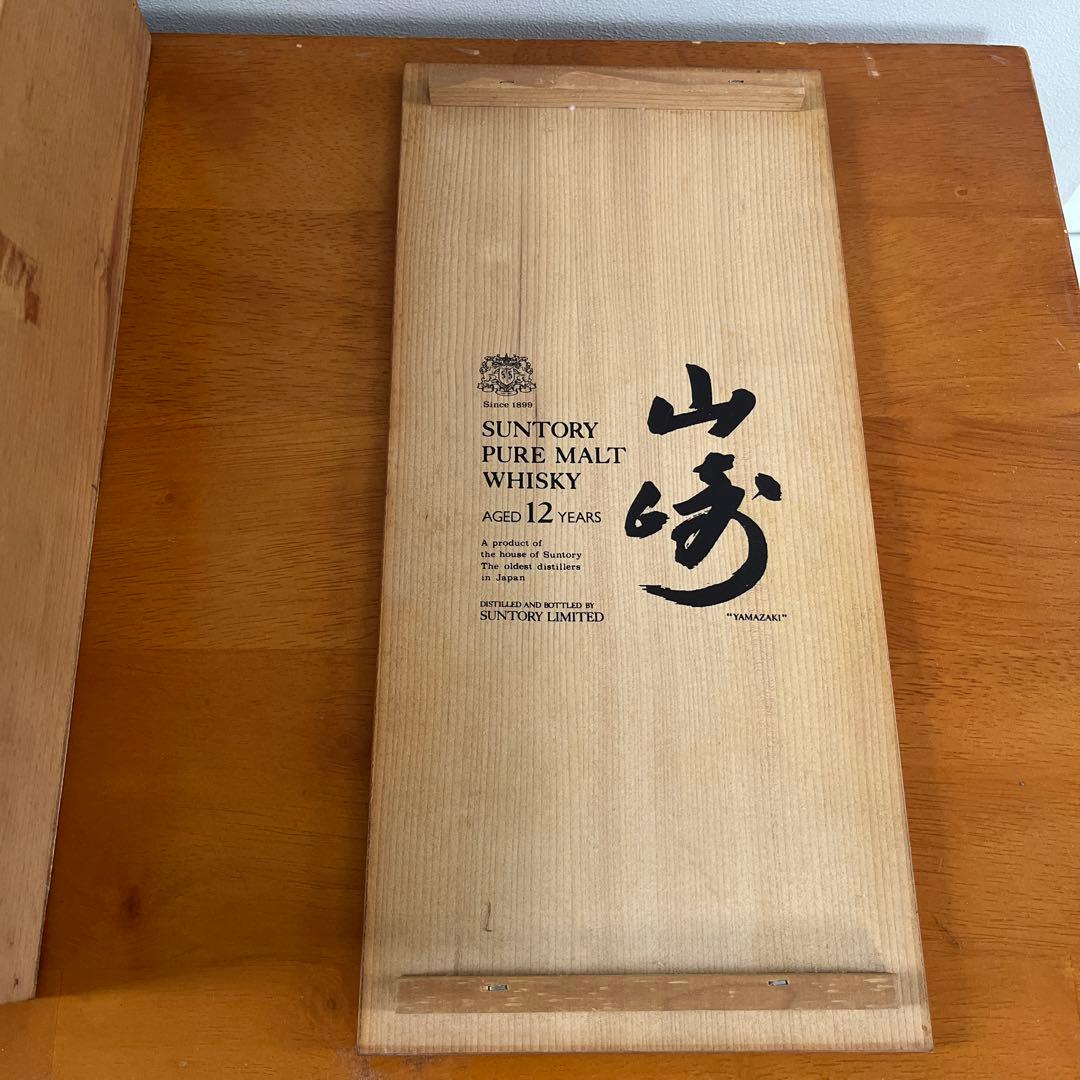 Since 1899
SUNTORY
PURE MALT
WHISKY
AGED 12 YEARS
A product of
the house of Suntory
The oldest distillers
in Japan
DISTILLED AND BOTTLED BY
SUNTORY LIMITED
山崎
"YAMAZAKI"